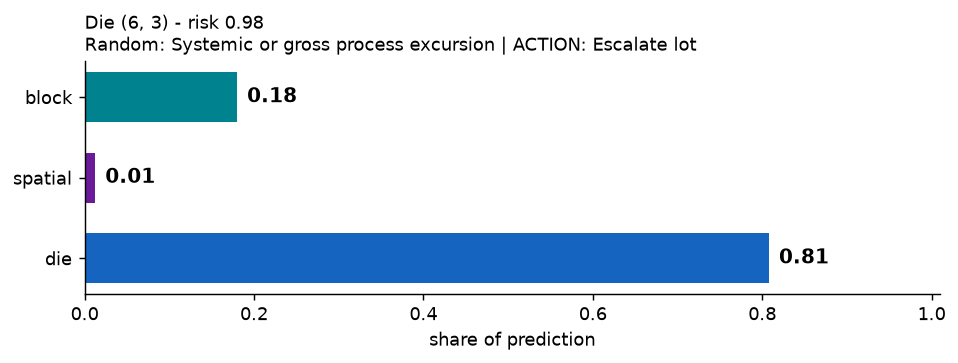 Die (6, 3) - risk 0.98
Random: Systemic or gross process excursion | ACTION: Escalate lot
block
0.18
spatial
0.01
die
0.81
0.0 0.2 0.4 0.6 0.8 1.0
share of prediction